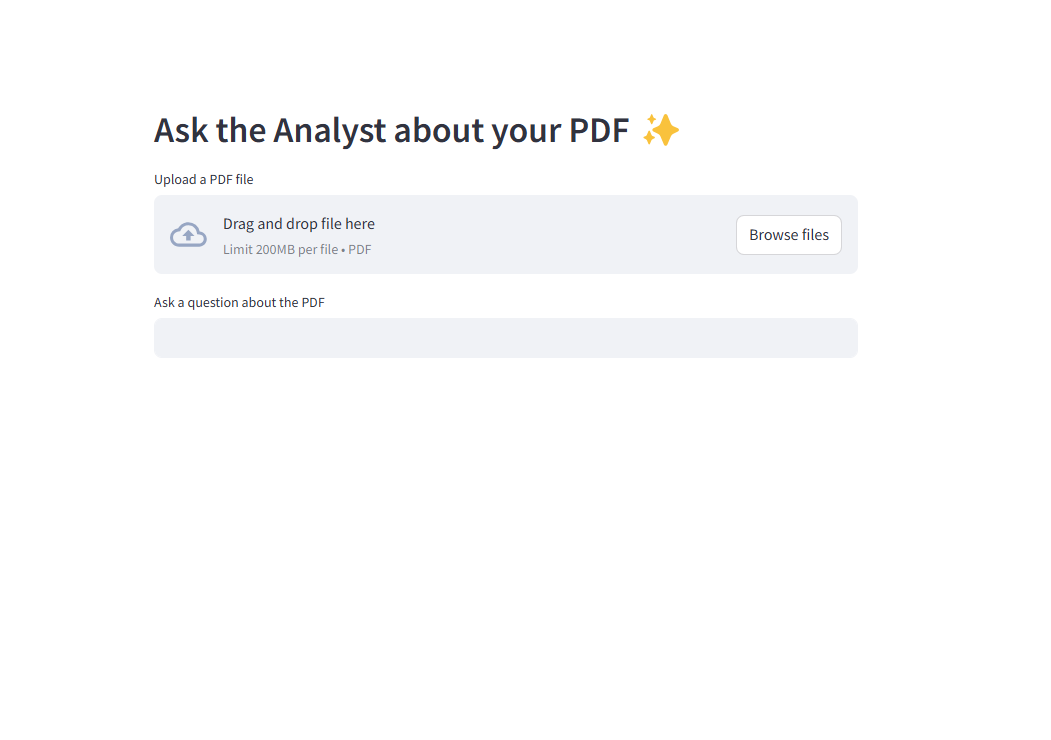 Ask the Analyst about your PDF ✨
Upload a PDF file
Drag and drop file here
Limit 200MB per file • PDF
Browse files
Ask a question about the PDF